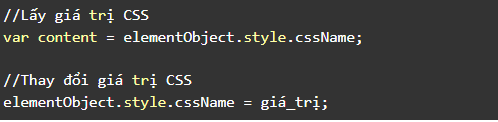 //Lấy giá trị CSS
var content = elementObject.style.cssName;
//Thay đổi giá trị CSS
elementObject.style.cssName = giá_trị;